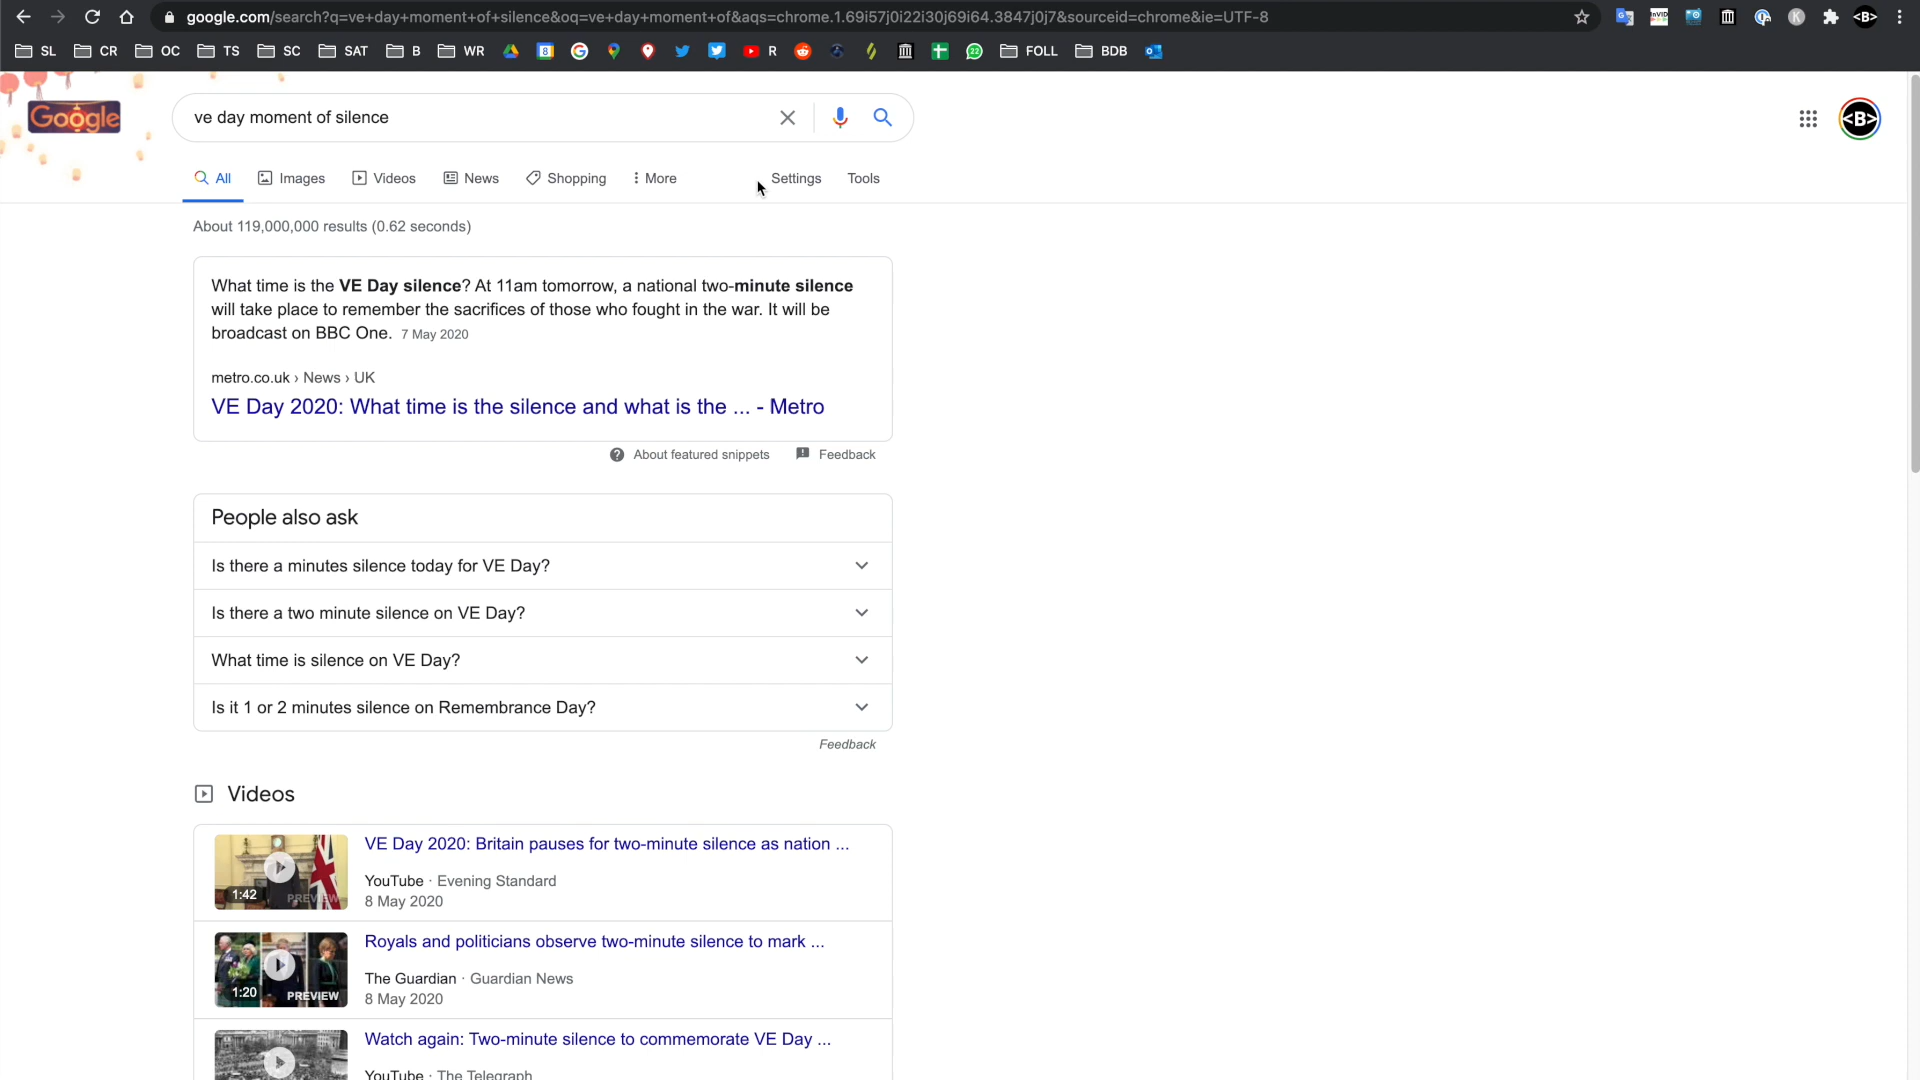 google.com/search?q=ve+day+moment+of+silence&oq=ve+day+moment+of&aqs=chrome.1.69i57j0i22i30j69i64.3847j0j7&sourceid=chrome&ie=UTF-8
SL CR OC TS SC SAT B WR R FOLL BDB
Google
ve day moment of silence
<B>
All Images Videos News Shopping More Settings Tools
About 119,000,000 results (0.62 seconds)
What time is the VE Day silence? At 11am tomorrow, a national two-minute silence
will take place to remember the sacrifices of those who fought in the war. It will be
broadcast on BBC One. 7 May 2020
metro.co.uk › News › UK
VE Day 2020: What time is the silence and what is the ... - Metro
About featured snippets Feedback
People also ask
Is there a minutes silence today for VE Day?
Is there a two minute silence on VE Day?
What time is silence on VE Day?
Is it 1 or 2 minutes silence on Remembrance Day?
Feedback
Videos
VE Day 2020: Britain pauses for two-minute silence as nation ...
YouTube · Evening Standard
1:42 PREVIEW
8 May 2020
Royals and politicians observe two-minute silence to mark ...
The Guardian · Guardian News
1:20 PREVIEW
8 May 2020
Watch again: Two-minute silence to commemorate VE Day ...
YouTube · The Telegraph